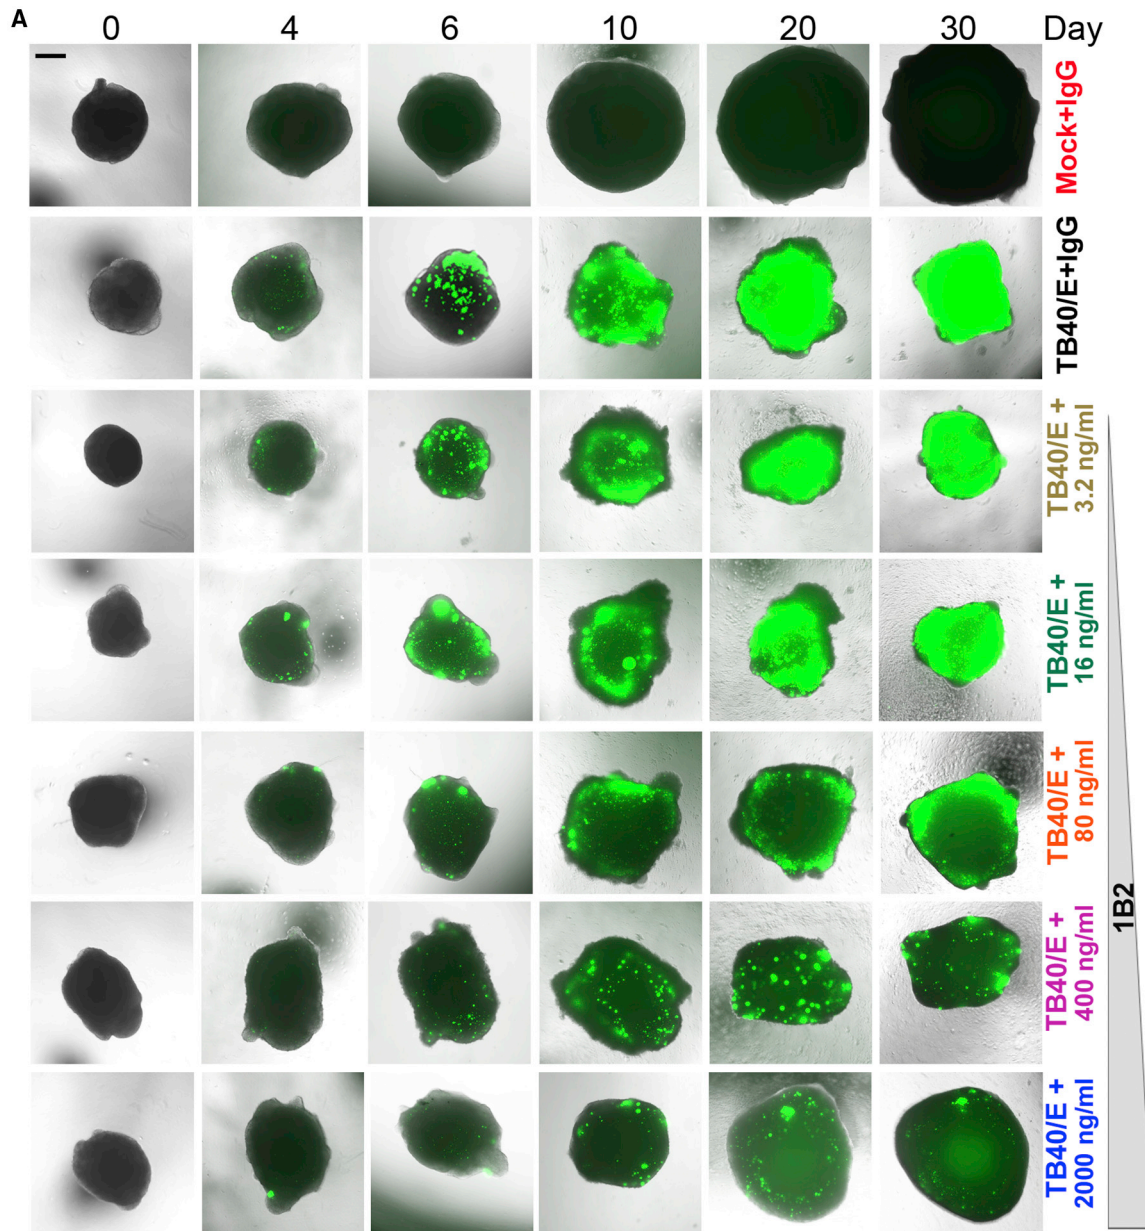 A
0 4 6 10 20 30 Day
Mock+IgG
TB40/E+IgG
TB40/E +
3.2 ng/ml
TB40/E +
16 ng/ml
TB40/E +
80 ng/ml
TB40/E +
400 ng/ml
TB40/E +
2000 ng/ml
1B2